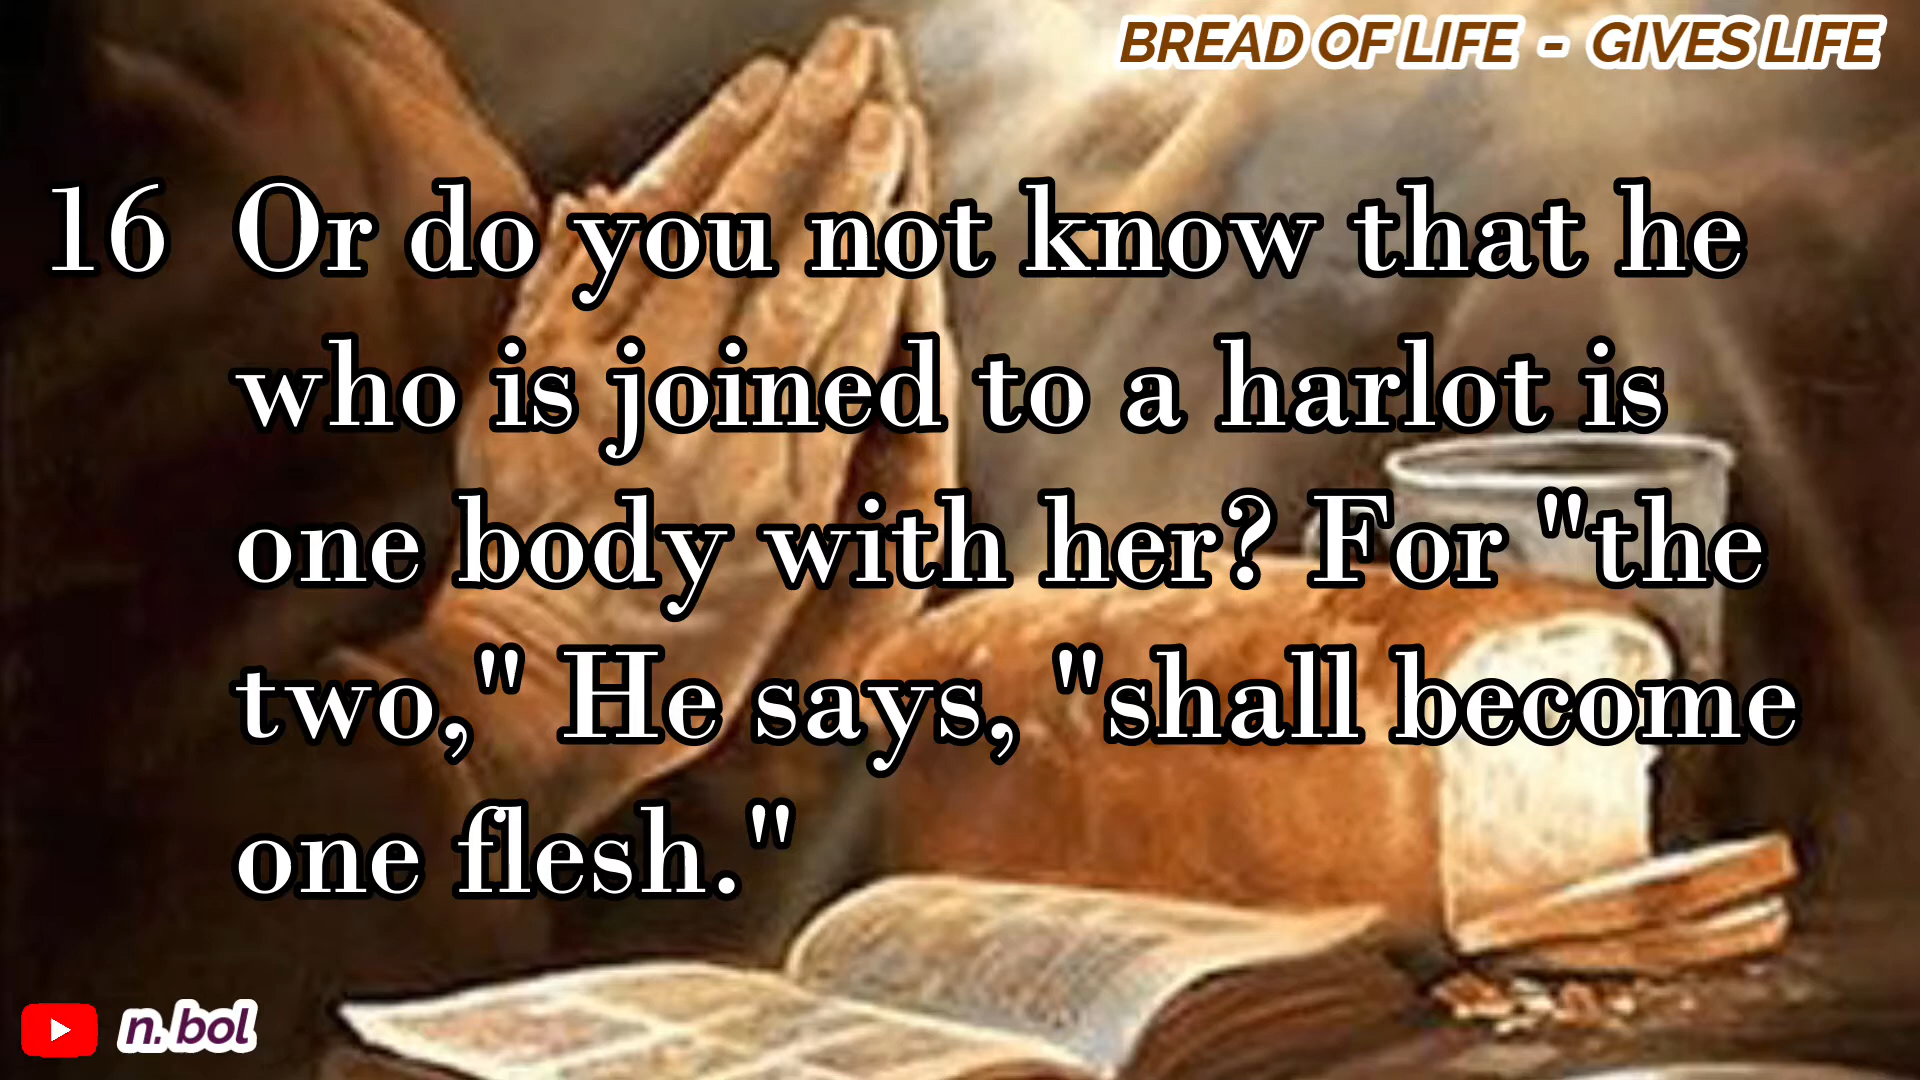 BREAD OF LIFE - GIVES LIFE
16 Or do you not know that he
who is joined to a harlot is
one body with her? For "the
two," He says, "shall become
one flesh."
n. bol